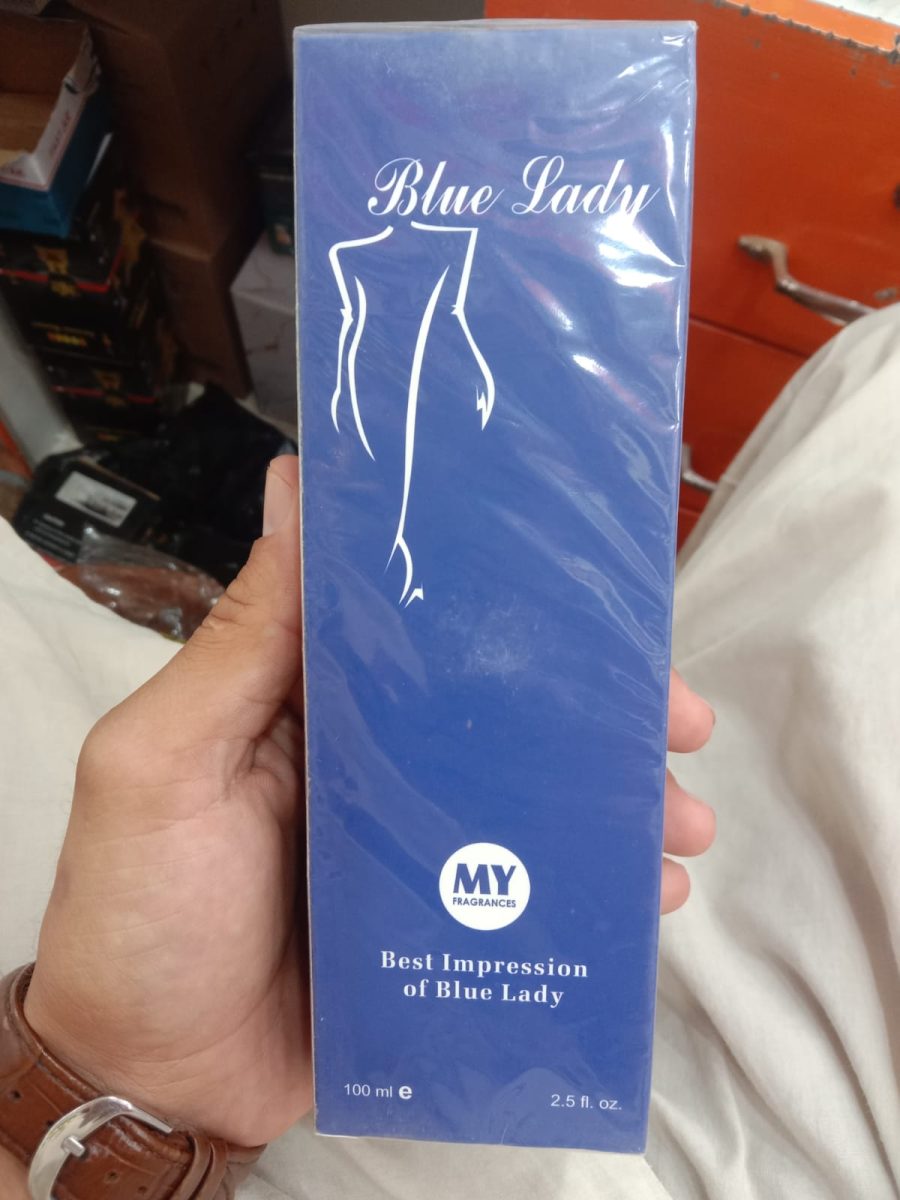 Blue Lady
MY
FRAGRANCES
Best Impression
of Blue Lady
100 ml e
2.5 fl. oz.